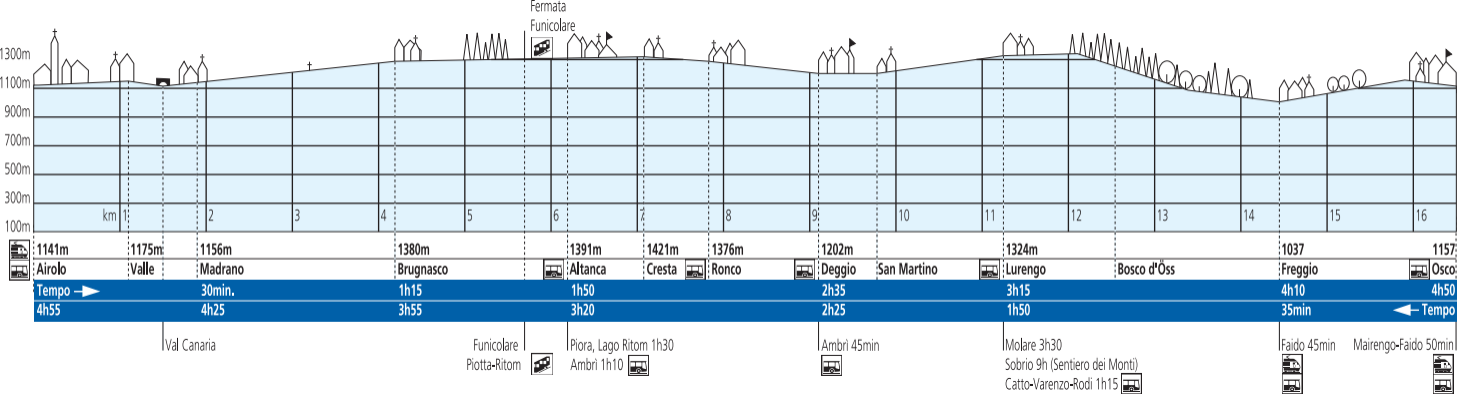 Fermata
Funicolare
1300m
1100m
900m
700m
500m
300m
100m
km 1 2 3 4 5 6 7 8 9 10 11 12 13 14 15 16
1141m 1175m 1156m 1380m 1391m 1421m 1376m 1202m 1324m 1037 1157
Airolo Valle Madrano Brugnasco Altanca Cresta Ronco Deggio San Martino Lurengo Bosco d'Öss Freggio Osco
Tempo 30min. 1h15 1h50 2h35 3h15 4h10 4h50
4h55 4h25 3h55 3h20 2h25 1h50 35min Tempo
Val Canaria
Funicolare
Piotta-Ritom
Piora, Lago Ritom 1h30
Ambrì 1h10
Ambrì 45min
Molare 3h30
Sobrio 9h (Sentiero dei Monti)
Catto-Varenzo-Rodi 1h15
Faido 45min
Mairengo-Faido 50min